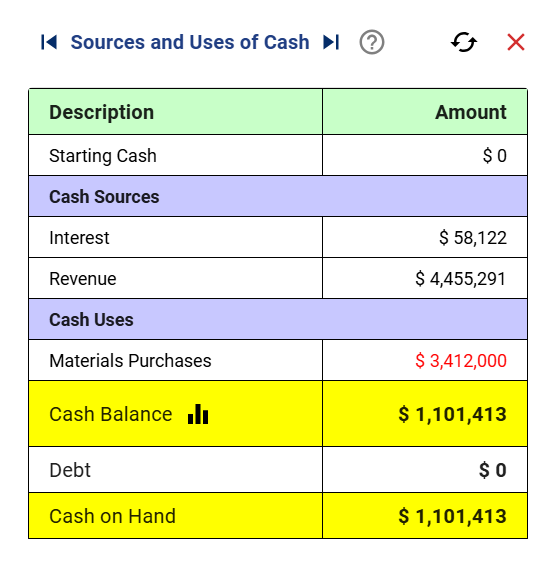 Sources and Uses of Cash ?
Description Amount
Starting Cash $ 0
Cash Sources
Interest $ 58,122
Revenue $ 4,455,291
Cash Uses
Materials Purchases $ 3,412,000
Cash Balance $ 1,101,413
Debt $ 0
Cash on Hand $ 1,101,413